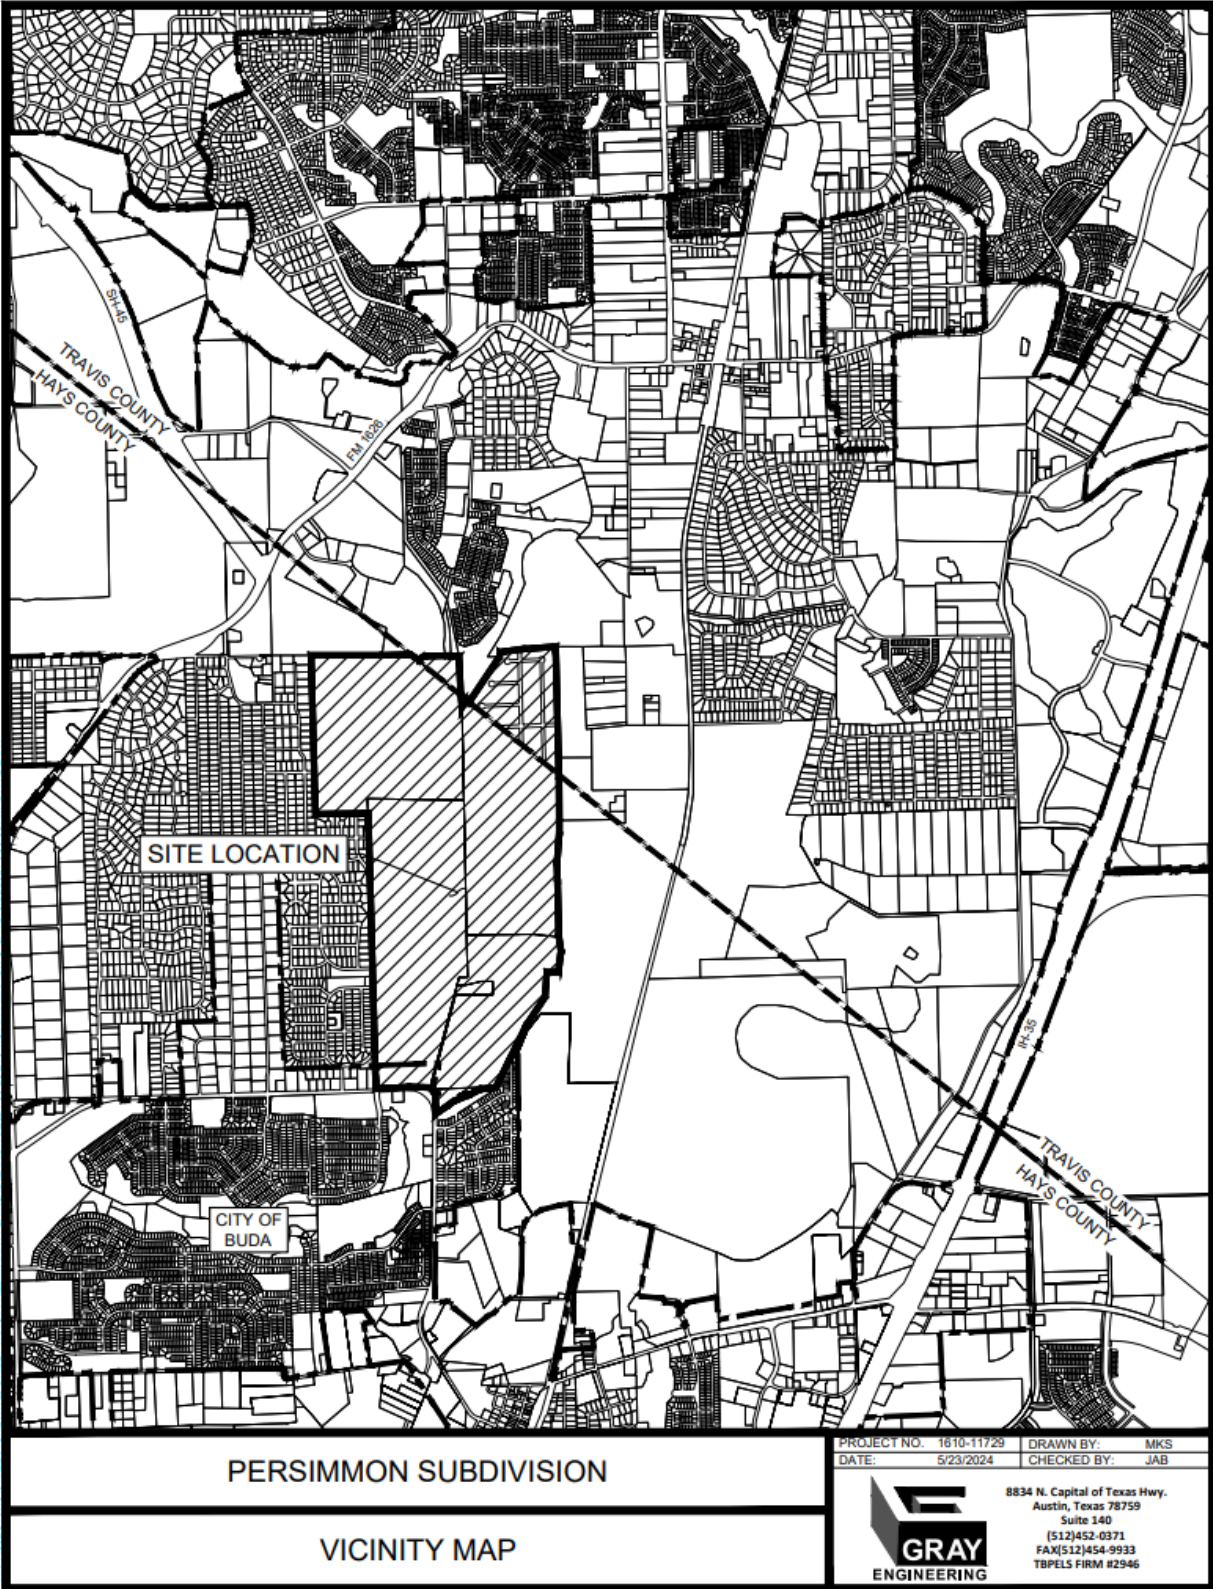 SH-45
TRAVIS COUNTY
HAYS COUNTY
FM 1626
SITE LOCATION
IH-35
TRAVIS COUNTY
HAYS COUNTY
CITY OF
BUDA
PERSIMMON SUBDIVISION
VICINITY MAP
PROJECT NO. 1610-11729 DRAWN BY: MKS
DATE: 5/23/2024 CHECKED BY: JAB
8834 N. Capital of Texas Hwy.
Austin, Texas 78759
Suite 140
(512)452-0371
FAX(512)454-9933
TBPELS FIRM #2946
GRAY
ENGINEERING